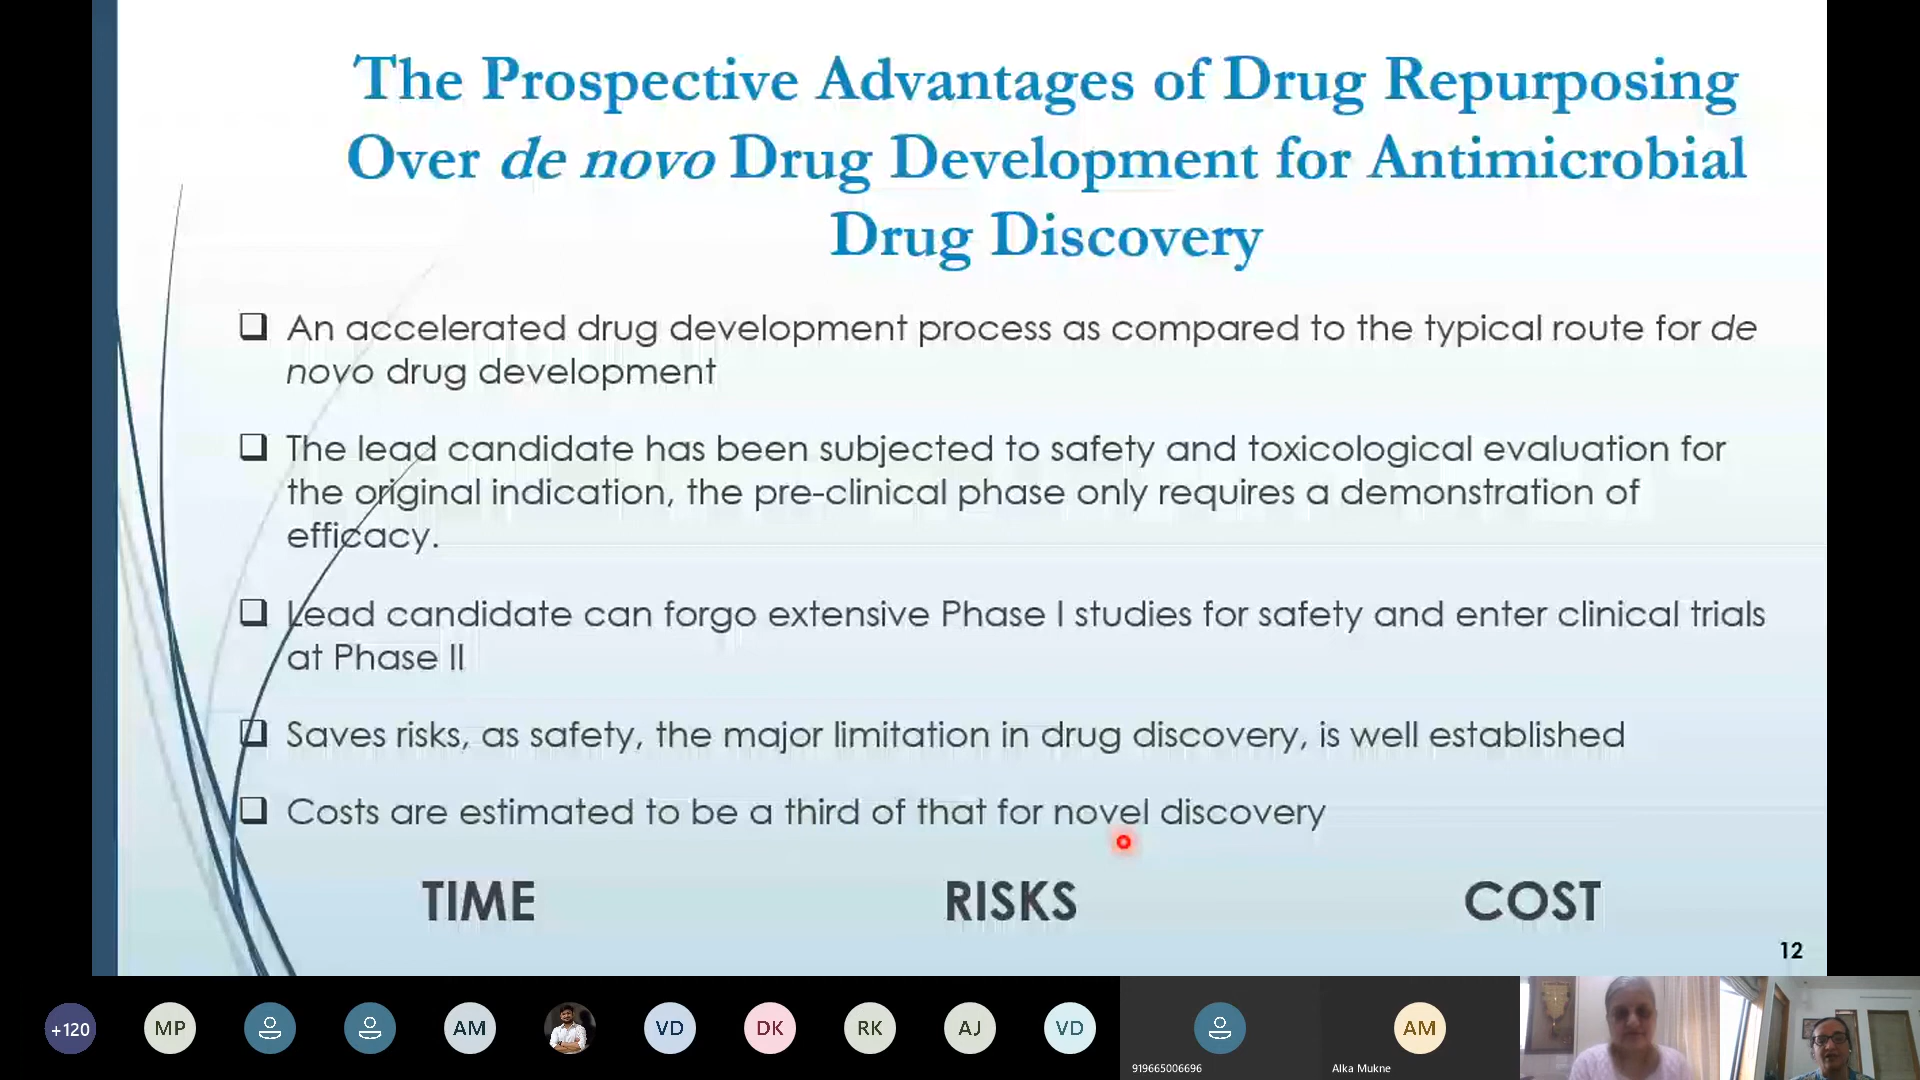 The Prospective Advantages of Drug Repurposing
Over de novo Drug Development for Antimicrobial
Drug Discovery
❑ An accelerated drug development process as compared to the typical route for de
novo drug development
❑ The lead candidate has been subjected to safety and toxicological evaluation for
the original indication, the pre-clinical phase only requires a demonstration of
efficacy.
❑ Lead candidate can forgo extensive Phase I studies for safety and enter clinical trials
at Phase II
❑ Saves risks, as safety, the major limitation in drug discovery, is well established
❑ Costs are estimated to be a third of that for novel discovery
TIME RISKS COST
12
+120 MP AM VD DK RK AJ VD AM
919665006696 Alka Mukne